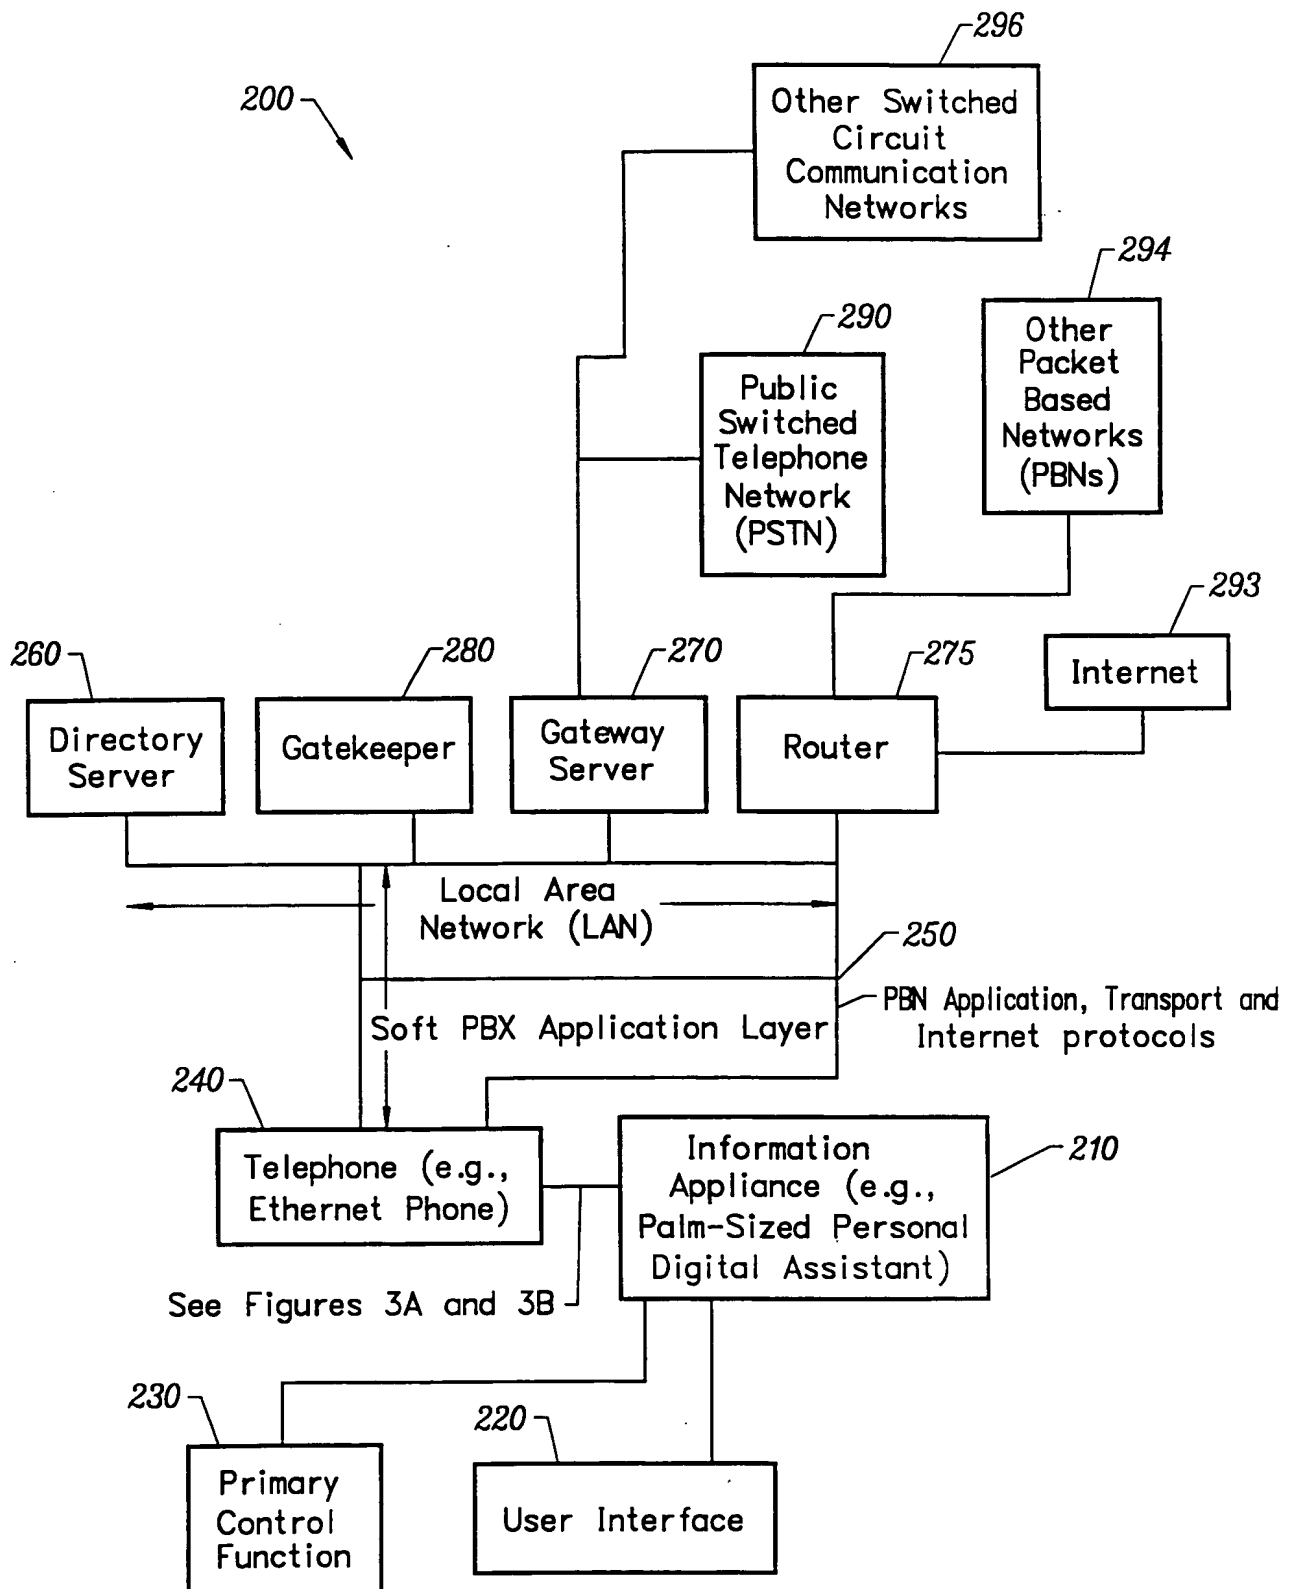 296
200
Other Switched
Circuit
Communication
Networks
294
290
Other
Packet
Based
Networks
(PBNs)
Public
Switched
Telephone
Network
(PSTN)
293
Internet
260
280
270
275
Directory
Server
Gatekeeper
Gateway
Server
Router
Local Area
Network (LAN)
250
PBN Application, Transport and
Internet protocols
Soft PBX Application Layer
240
Telephone (e.g.,
Ethernet Phone)
Information
Appliance (e.g.,
Palm-Sized Personal
Digital Assistant)
210
See Figures 3A and 3B
230
220
Primary
Control
Function
User Interface